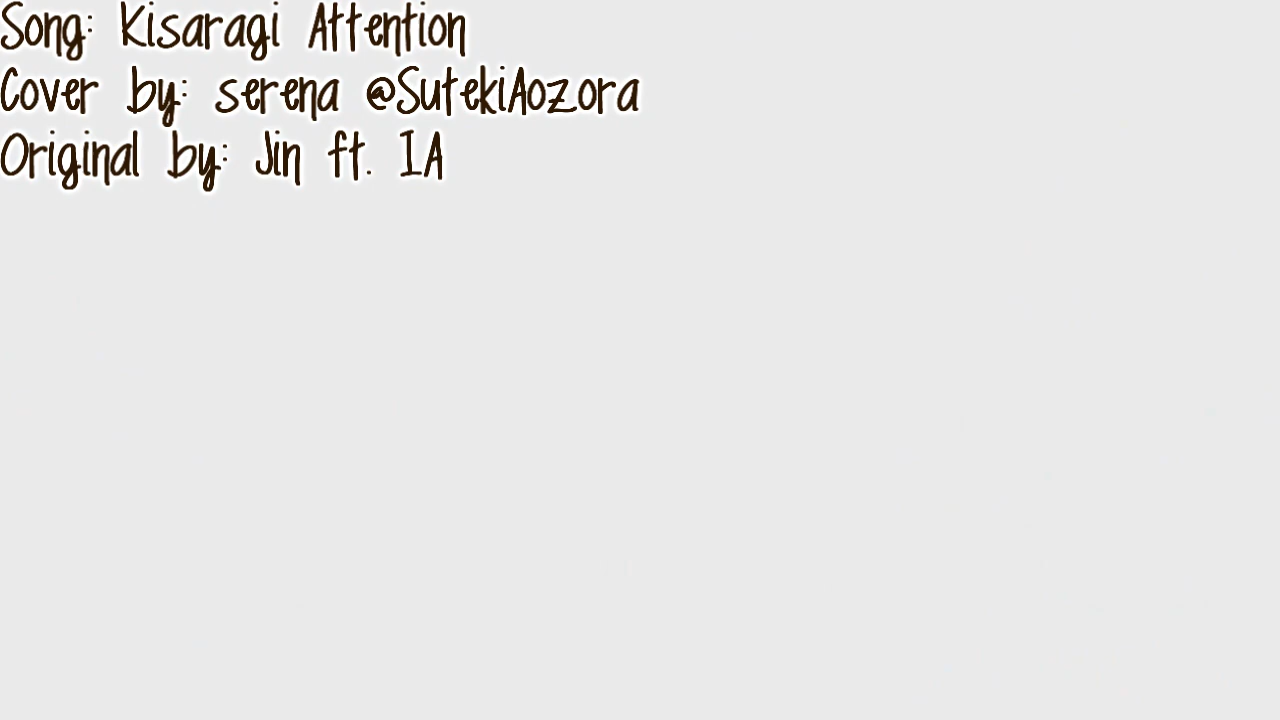 Song: Kisaragi Attention
Cover by: serena @SutekiAozora
Original by: Jin ft. IA